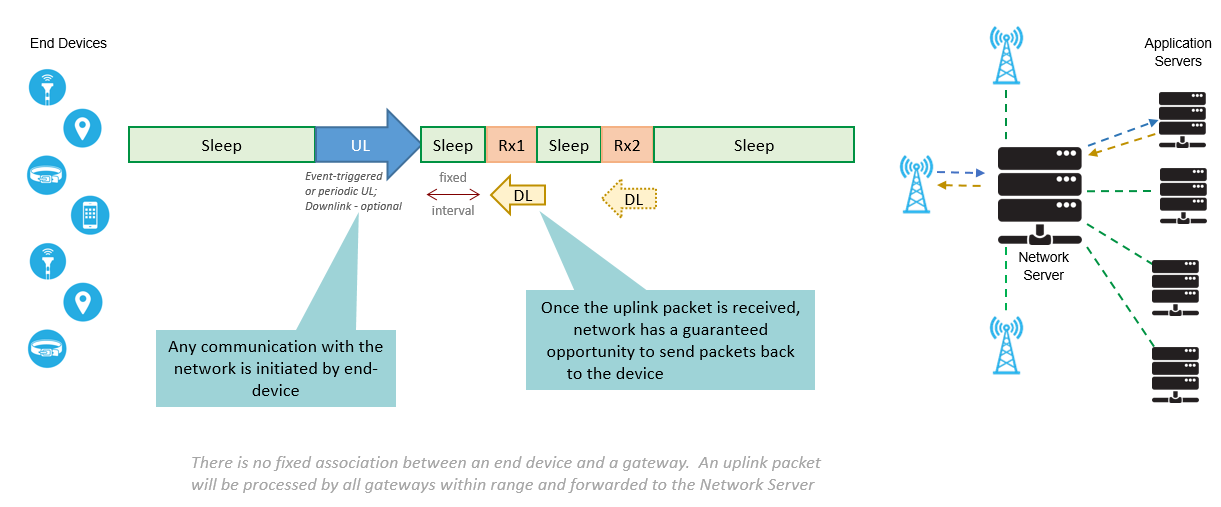 End Devices
Application
Servers
Sleep
UL
Sleep
Rx1
Sleep
Rx2
Sleep
Event-triggered
or periodic UL;
Downlink - optional
fixed
interval
DL
DL
Network
Server
Any communication with the
network is initiated by end-
device
Once the uplink packet is received,
network has a guaranteed
opportunity to send packets back
to the device
There is no fixed association between an end device and a gateway.  An uplink packet
will be processed by all gateways within range and forwarded to the Network Server